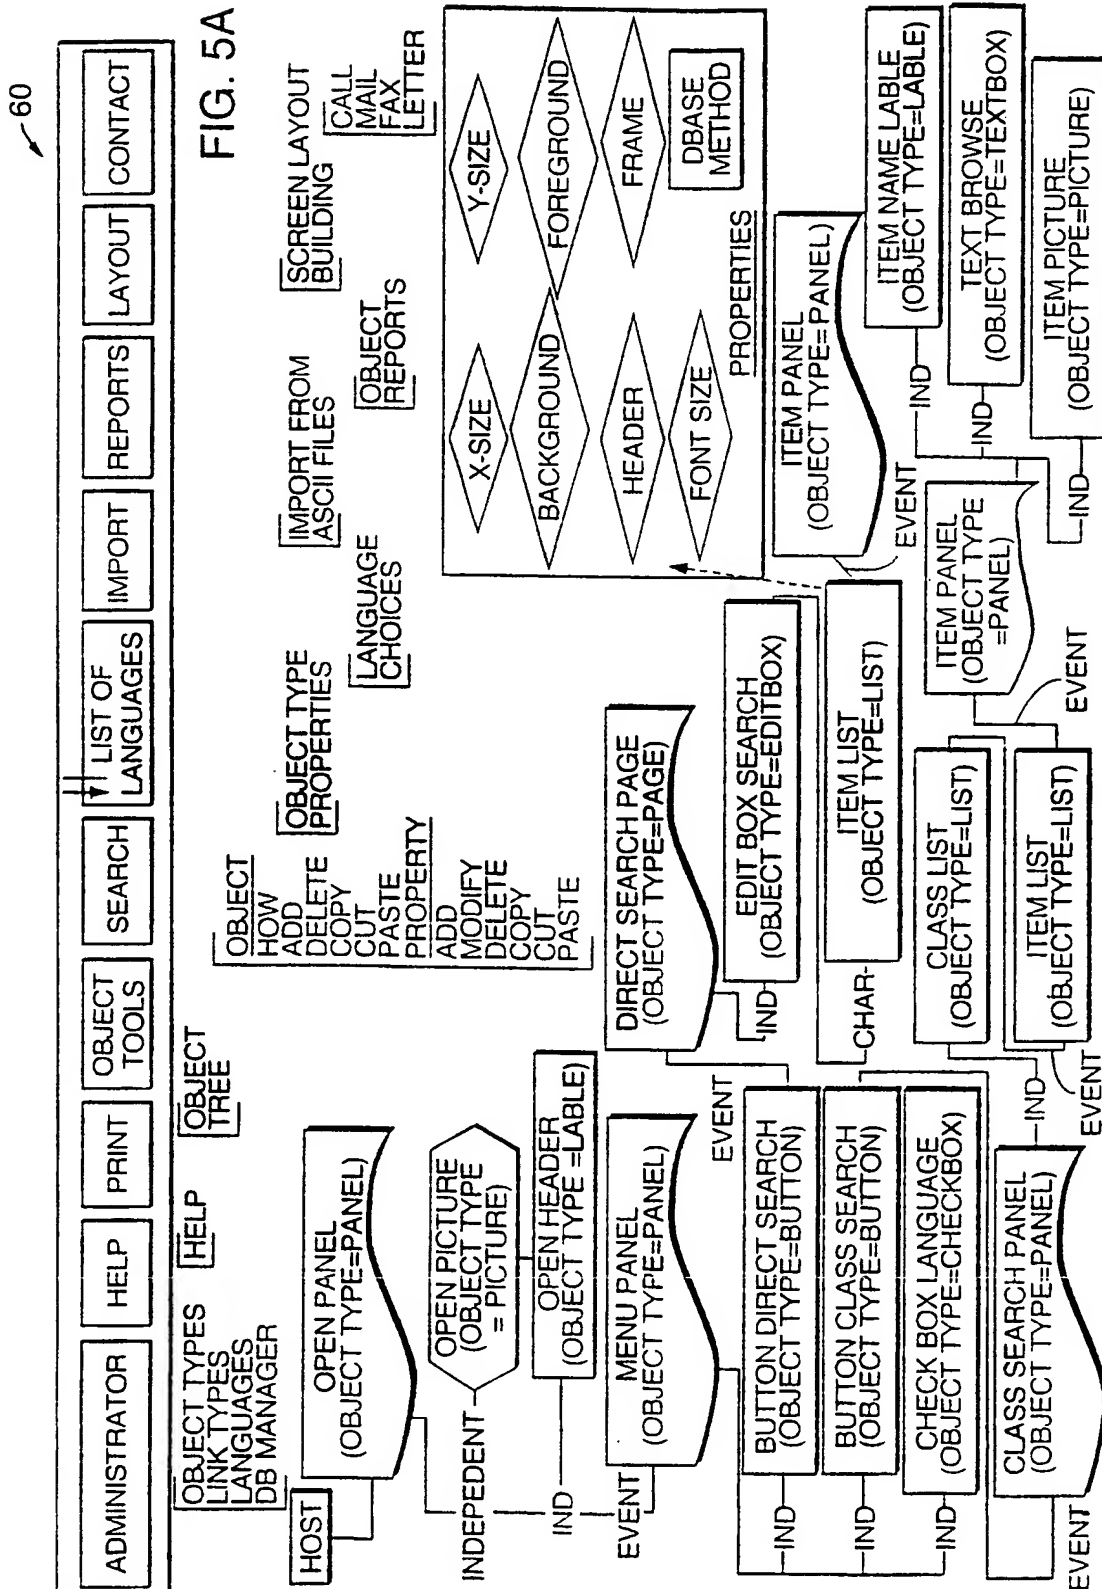 60
ADMINISTRATOR
HELP
PRINT
OBJECT
TOOLS
SEARCH
LIST OF
LANGUAGES
IMPORT
REPORTS
LAYOUT
CONTACT
FIG. 5A
OBJECT TYPES
LINK TYPES
LANGUAGES
DB MANAGER
HELP
OBJECT
TREE
OBJECT
HOW
ADD
DELETE
COPY
CUT
PASTE
PROPERTY
ADD
MODIFY
DELETE
COPY
CUT
PASTE
OBJECT TYPE
PROPERTIES
LANGUAGE
CHOICES
IMPORT FROM
ASCII FILES
OBJECT
REPORTS
SCREEN LAYOUT
BUILDING
CALL
MAIL
FAX
LETTER
HOST
OPEN PANEL
(OBJECT TYPE=PANEL)
INDEPEDENT
OPEN PICTURE
(OBJECT TYPE
= PICTURE)
IND
OPEN HEADER
(OBJECT TYPE =LABLE)
EVENT
MENU PANEL
(OBJECT TYPE=PANEL)
EVENT
IND
BUTTON DIRECT SEARCH
(OBJECT TYPE=BUTTON)
IND
BUTTON CLASS SEARCH
(OBJECT TYPE=BUTTON)
IND
CHECK BOX LANGUAGE
(OBJECT TYPE=CHECKBOX)
EVENT
CLASS SEARCH PANEL
(OBJECT TYPE=PANEL)
DIRECT SEARCH PAGE
(OBJECT TYPE=PAGE)
IND
EDIT BOX SEARCH
(OBJECT TYPE=EDITBOX)
CHAR
ITEM LIST
(OBJECT TYPE=LIST)
IND
CLASS LIST
(OBJECT TYPE=LIST)
EVENT
ITEM LIST
(OBJECT TYPE=LIST)
X-SIZE
Y-SIZE
BACKGROUND
FOREGROUND
HEADER
FRAME
FONT SIZE
DBASE
METHOD
PROPERTIES
EVENT
ITEM PANEL
(OBJECT TYPE=PANEL)
EVENT
ITEM PANEL
(OBJECT TYPE
=PANEL)
IND
ITEM NAME LABLE
(OBJECT TYPE=LABLE)
IND
TEXT BROWSE
(OBJECT TYPE=TEXTBOX)
IND
ITEM PICTURE
(OBJECT TYPE=PICTURE)